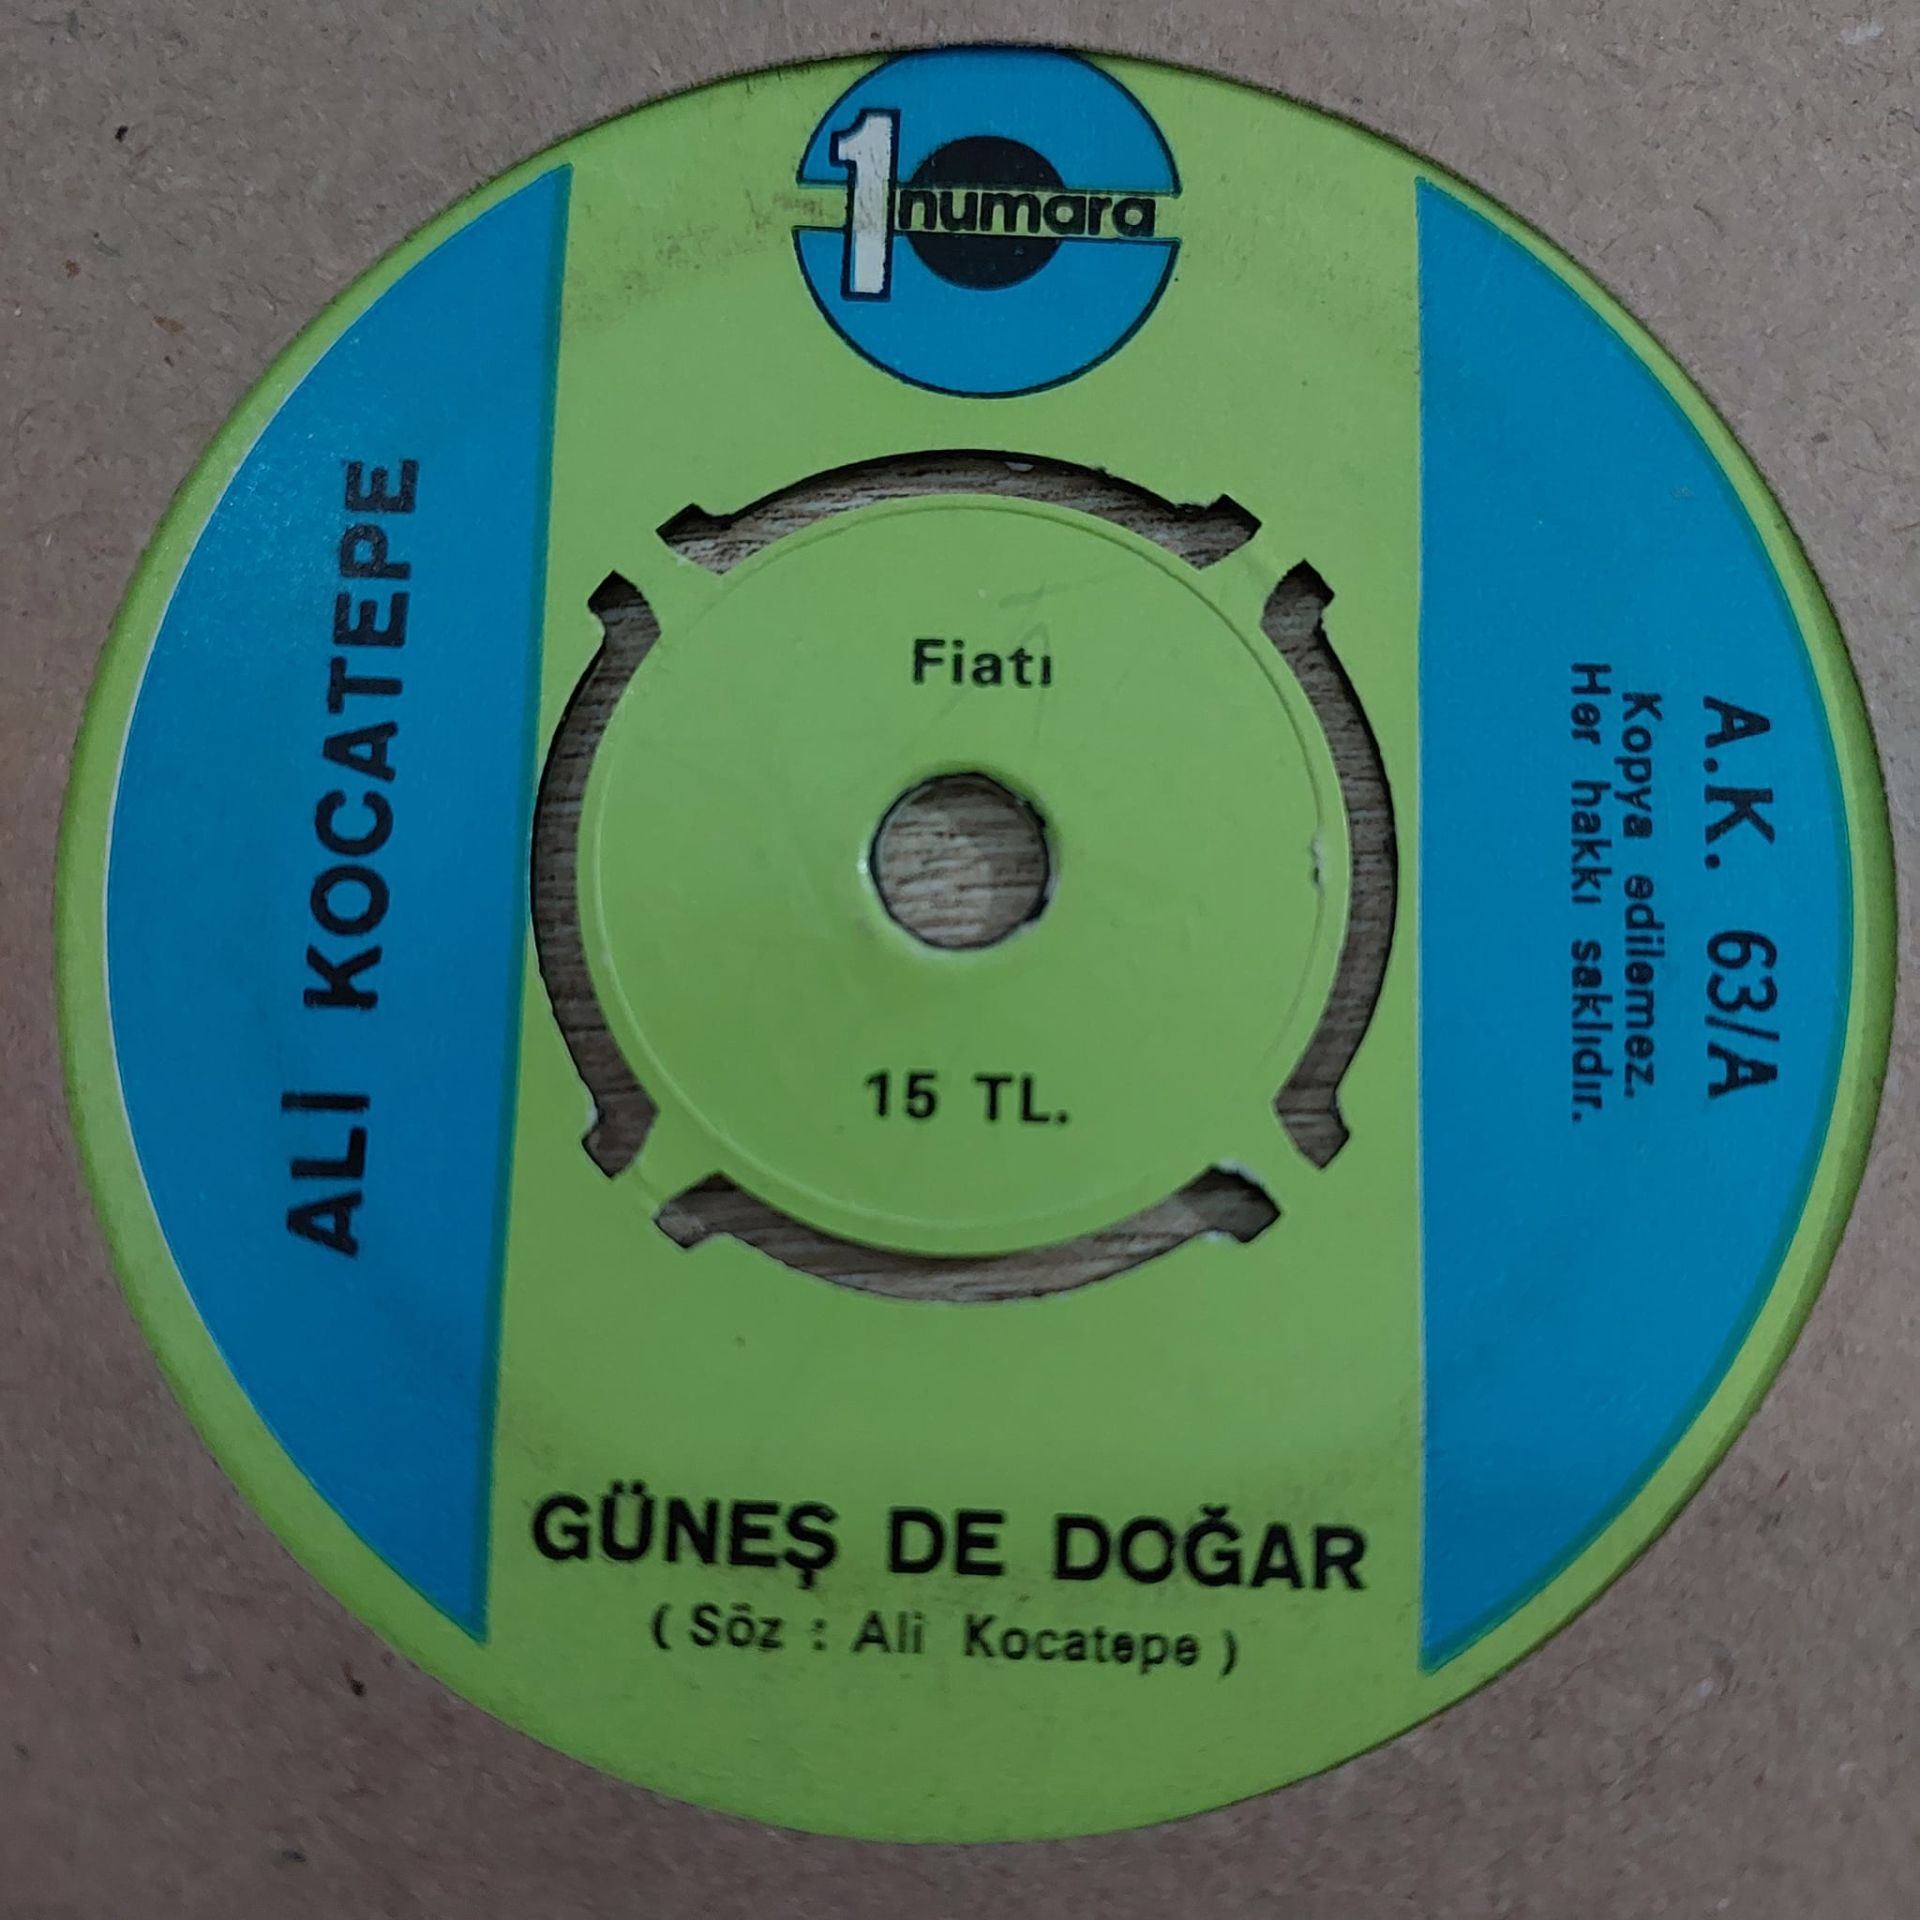 1 numara
ALİ KOCATEPE
Fiatı
15 TL.
A.K. 63/A
Kopya edilemez.
Her hakkı saklıdır.
GÜNEŞ DE DOĞAR
( Söz : Ali Kocatepe )